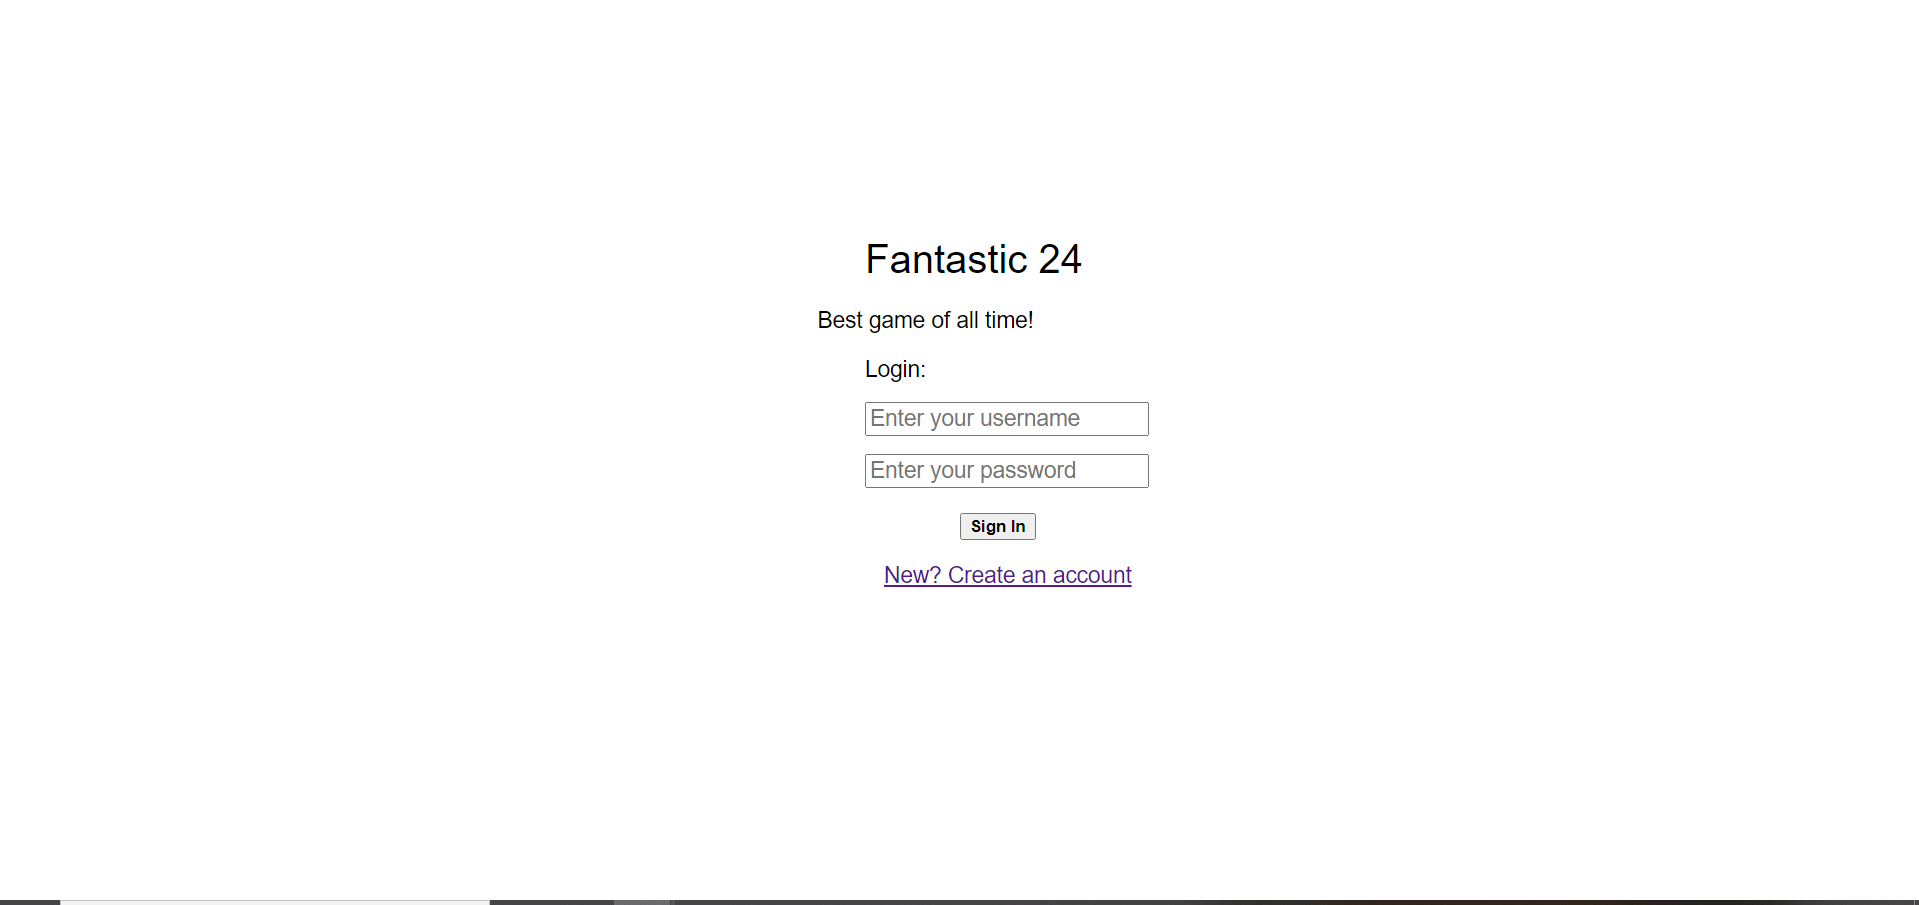 Fantastic 24
Best game of all time!
Login:
Enter your username
Enter your password
Sign In
New? Create an account